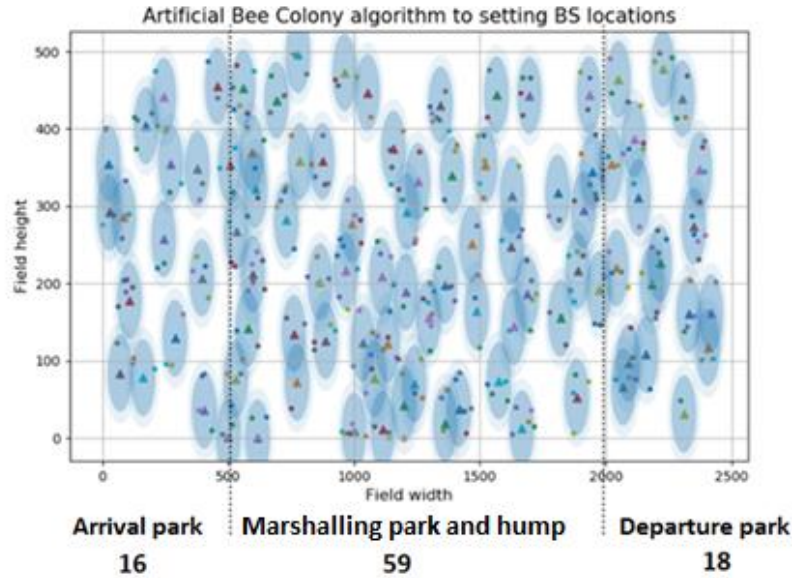 Artificial Bee Colony algorithm to setting BS locations
500
400
300
200
100
0
Field height
0 500 1000 1500 2000 2500
Field width
Arrival park Marshalling park and hump Departure park
16 59 18